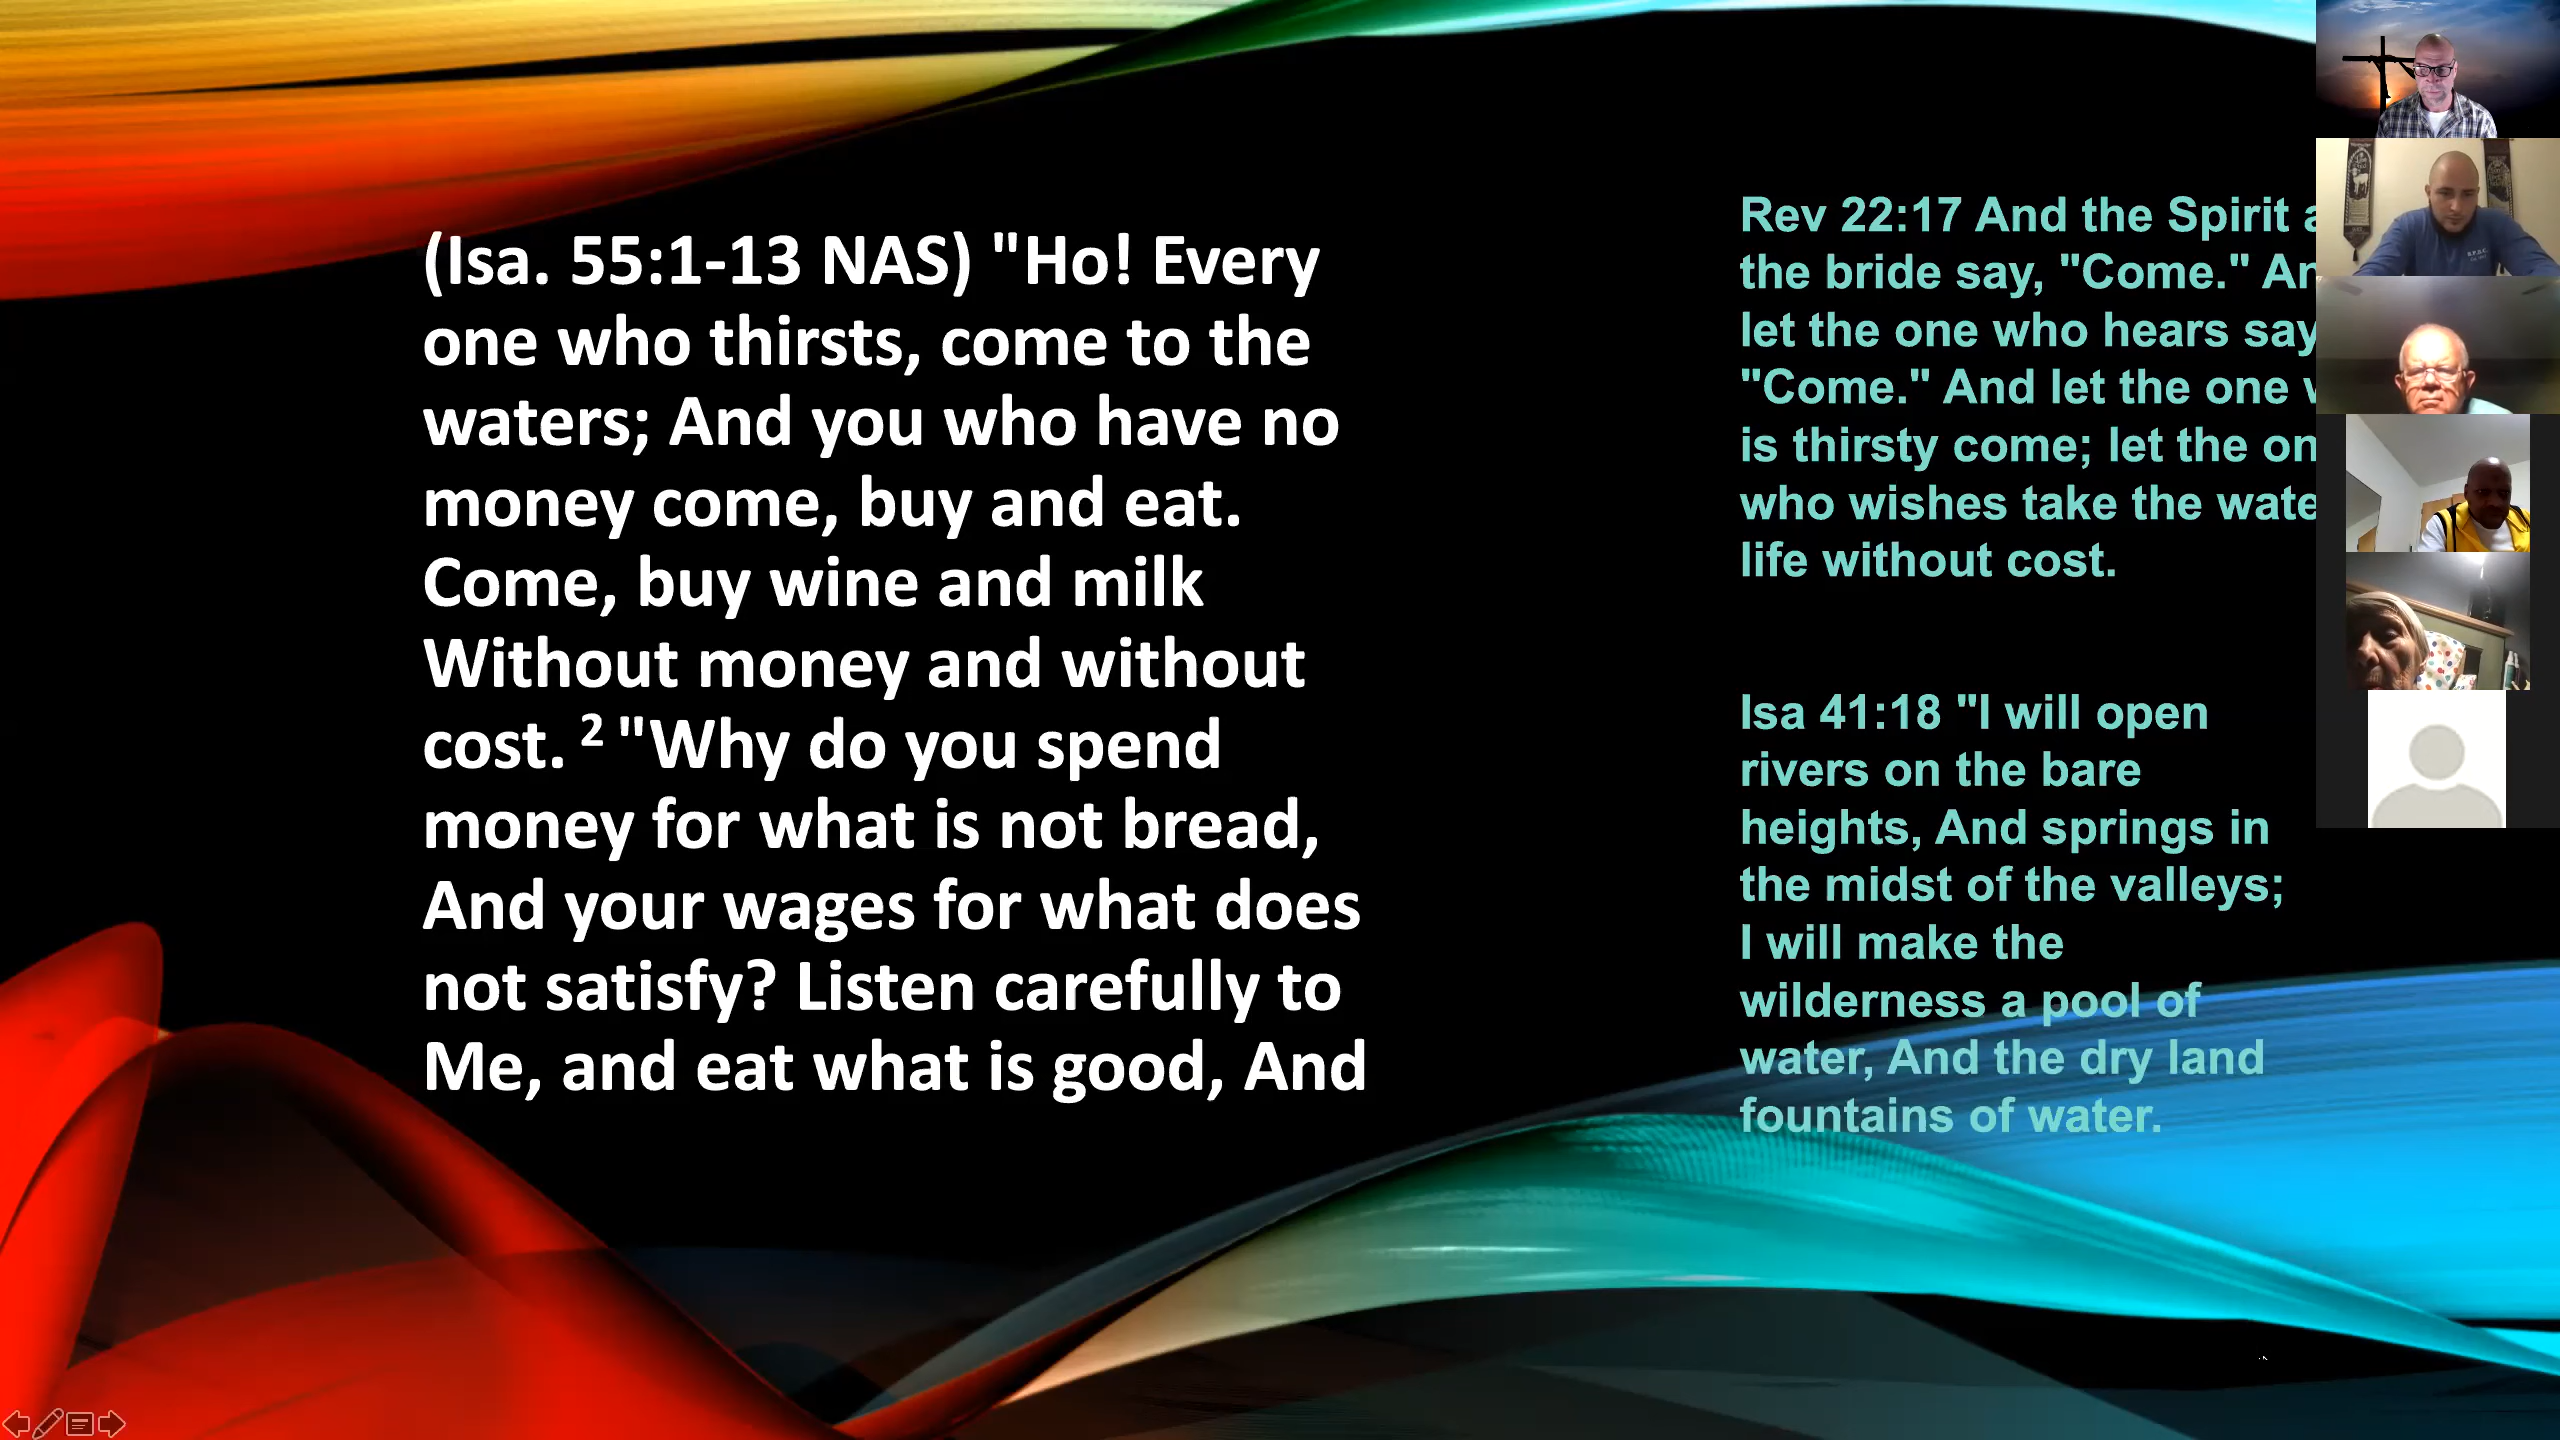 (Isa. 55:1-13 NAS) "Ho! Every
one who thirsts, come to the
waters; And you who have no
money come, buy and eat.
Come, buy wine and milk
Without money and without
cost. 2 "Why do you spend
money for what is not bread,
And your wages for what does
not satisfy? Listen carefully to
Me, and eat what is good, And
Rev 22:17 And the Spirit
the bride say, "Come."
let the one who hears say
"Come." And let the one
is thirsty come; let the
who wishes take the
life without cost.
Isa 41:18 "I will open
rivers on the bare
heights, And springs in
the midst of the valleys;
I will make the
wilderness a pool of
water, And the dry land
fountains of water.